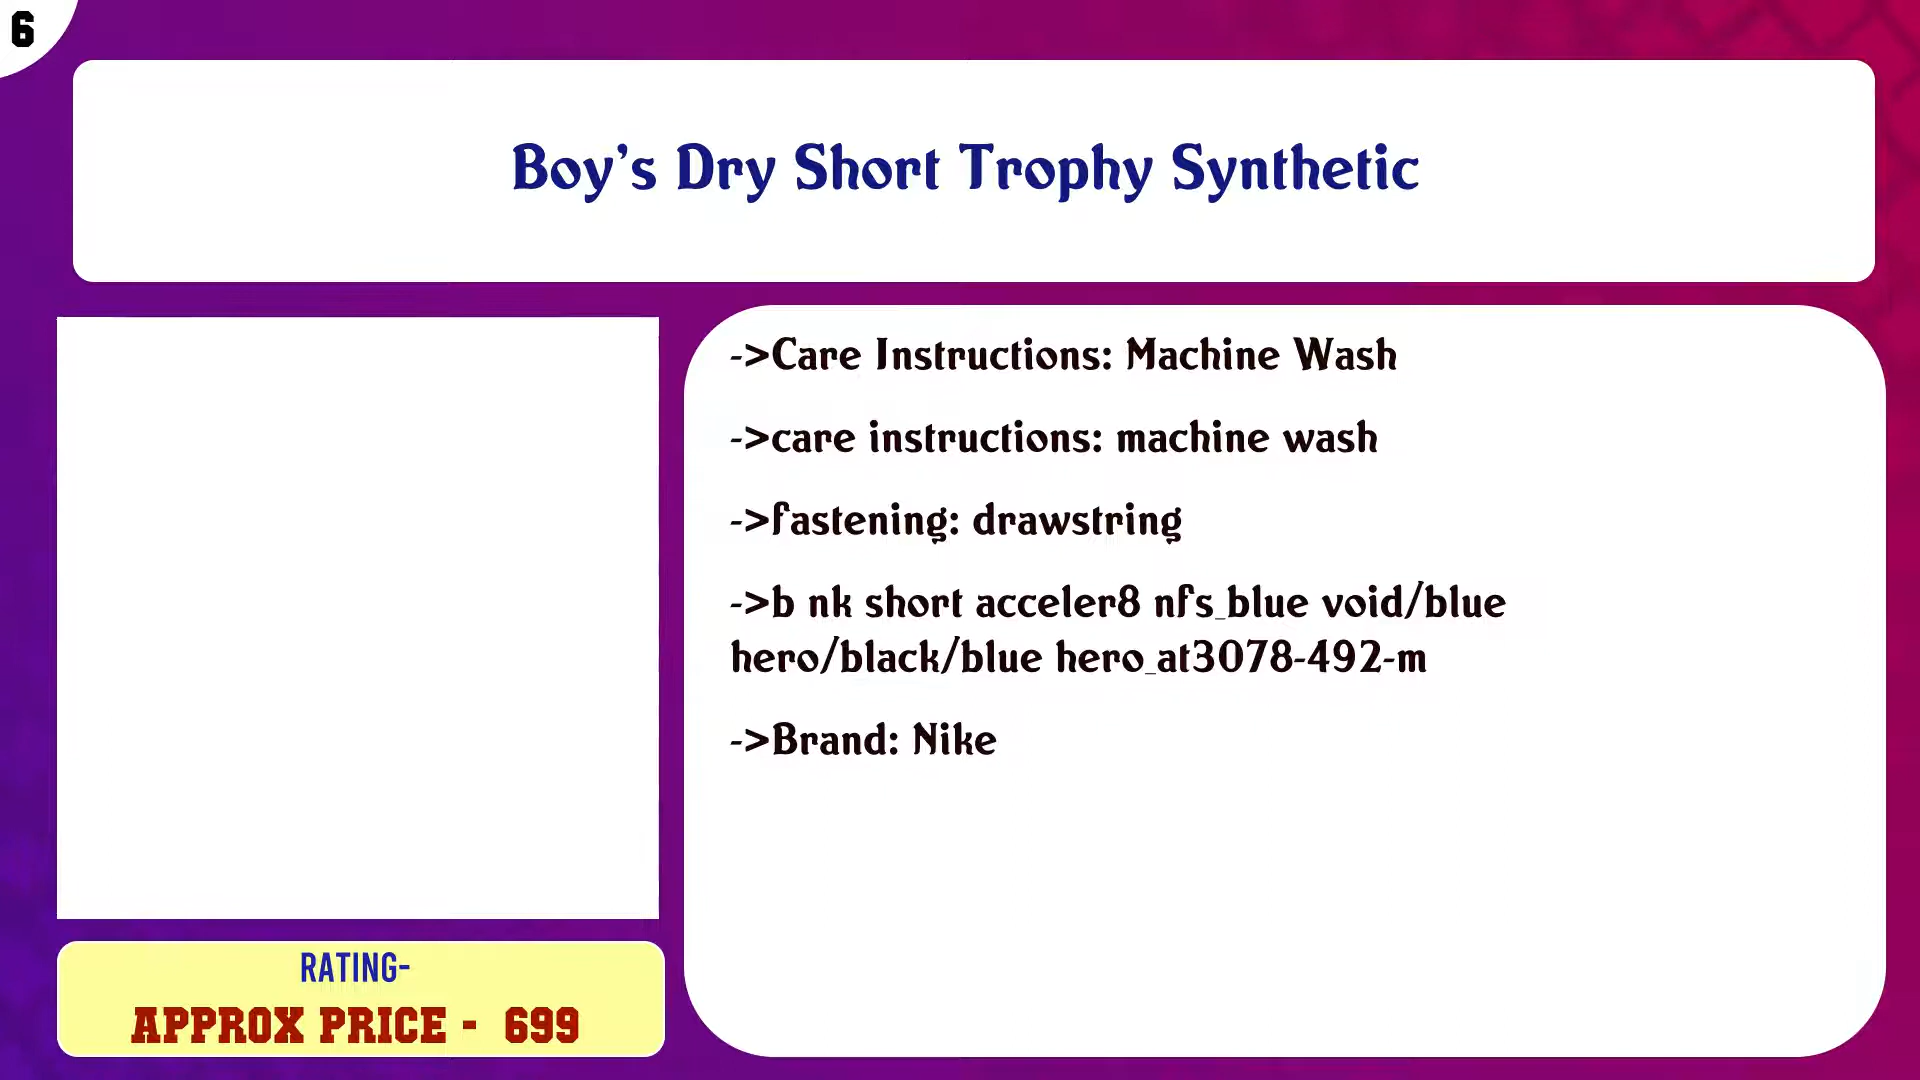 6
Boy's Dry Short Trophy Synthetic
->Care Instructions: Machine Wash
->care instructions: machine wash
->fastening: drawstring
->b nk short acceler8 nfs_blue void/blue
hero/black/blue hero_at3078-492-m
->Brand: Nike
RATING-
APPROX PRICE - 699